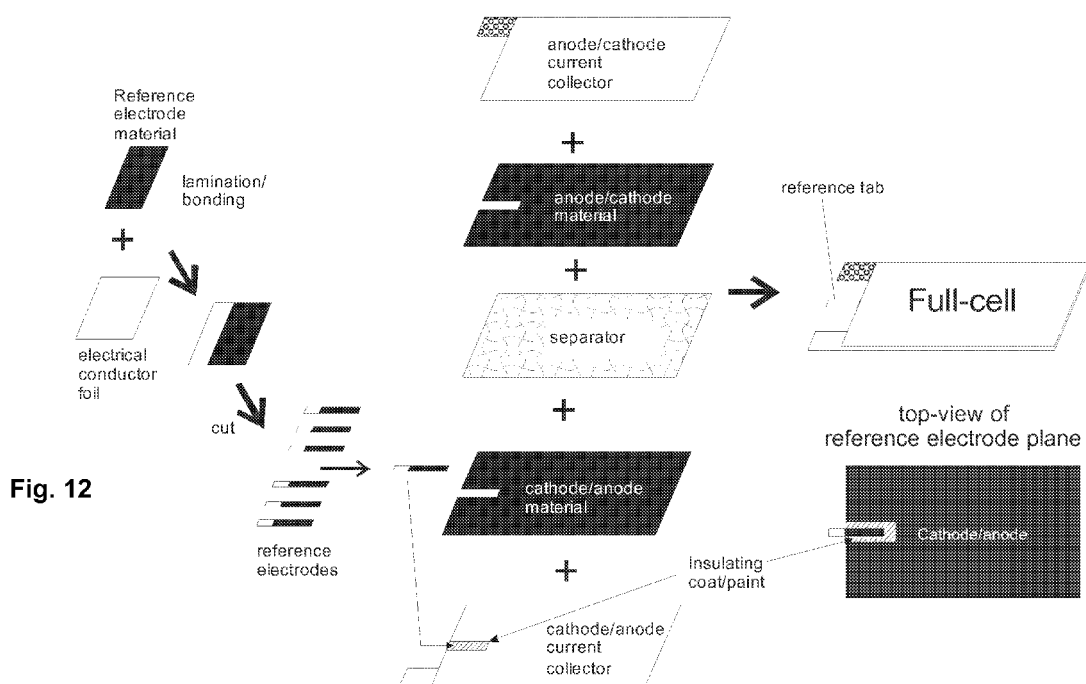 anode/cathode
current
collector
Reference
electrode
material
lamination/
bonding
+
+
anode/cathode
material
+
reference tab
Full-cell
electrical
conductor
foil
separator
+
cut
top-view of
reference electrode plane
Fig. 12
cathode/anode
material
Cathode/anode
reference
electrodes
+
Insulating
coat/paint
cathode/anode
current
collector